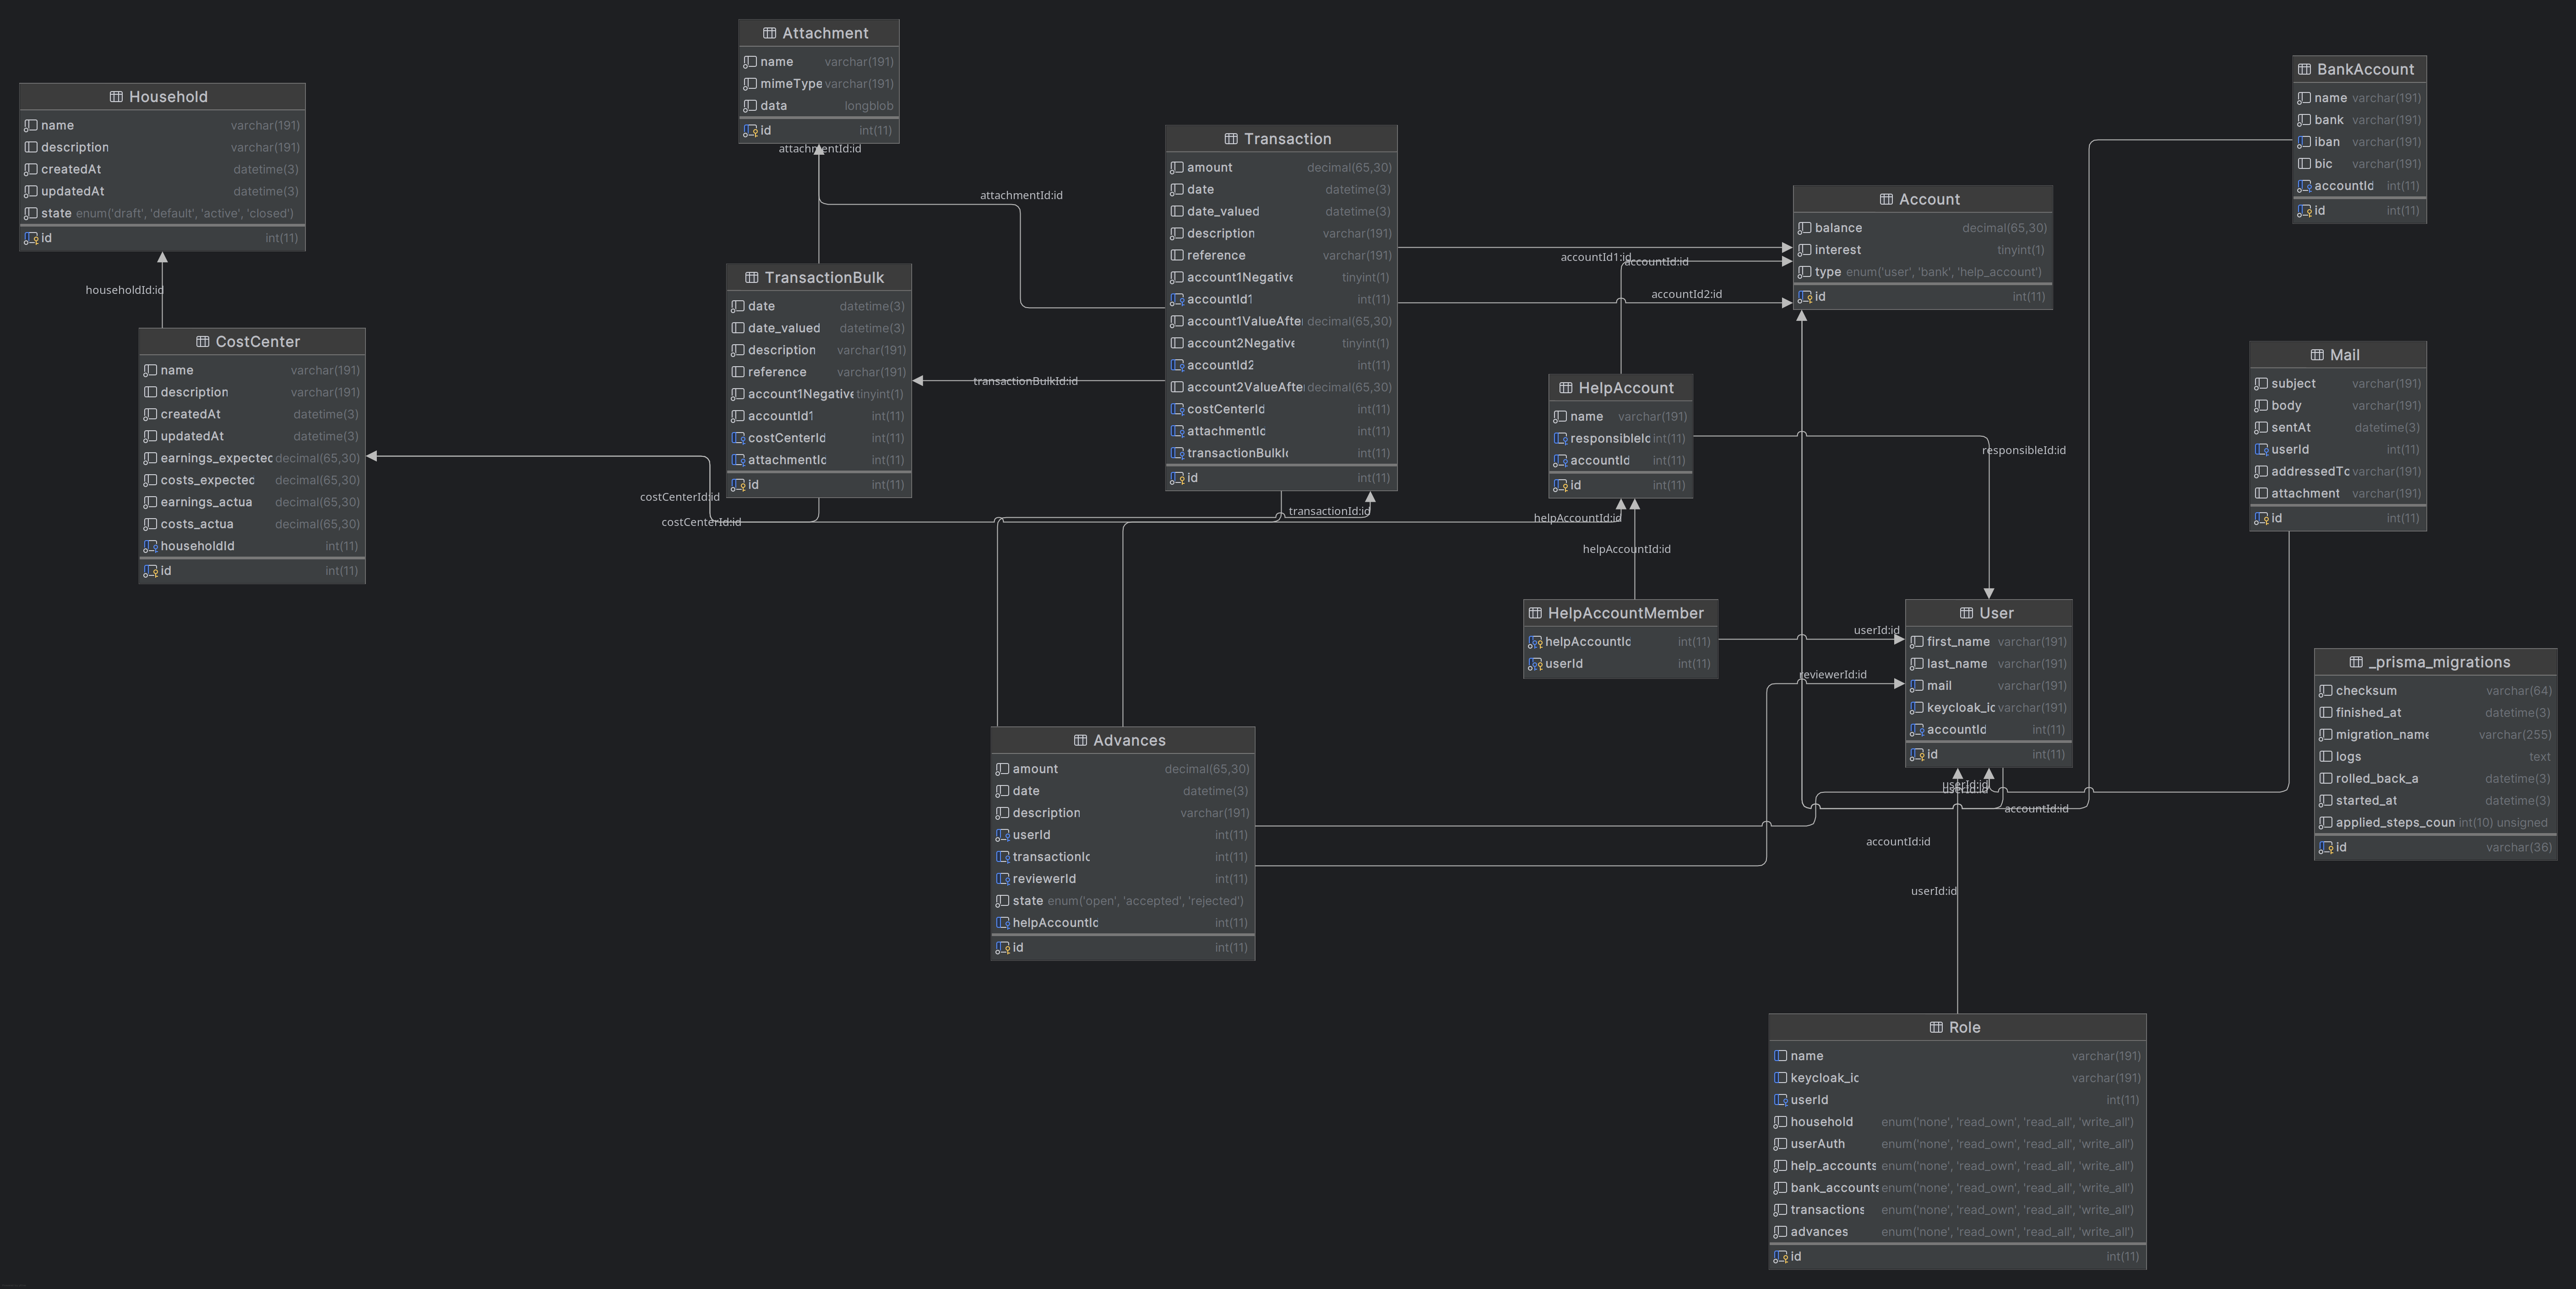 Attachment
name varchar(191)
mimeType varchar(191)
data longblob
id int(11)
attachmentId:id
Household
name varchar(191)
description varchar(191)
createdAt datetime(3)
updatedAt datetime(3)
state enum('draft', 'default', 'active', 'closed')
id int(11)
householdId:id
CostCenter
name varchar(191)
description varchar(191)
createdAt datetime(3)
updatedAt datetime(3)
earnings_expected decimal(65,30)
costs_expected decimal(65,30)
earnings_actua decimal(65,30)
costs_actua decimal(65,30)
householdId int(11)
id int(11)
TransactionBulk
date datetime(3)
date_valued datetime(3)
description varchar(191)
reference varchar(191)
account1Negative tinyint(1)
accountId1 int(11)
costCenterId int(11)
attachmentId int(11)
id int(11)
costCenterId:id
costCenterId:id
attachmentId:id
transactionBulkId:id
Transaction
amount decimal(65,30)
date datetime(3)
date_valued datetime(3)
description varchar(191)
reference varchar(191)
account1Negative tinyint(1)
accountId1 int(11)
account1ValueAfte decimal(65,30)
account2Negative tinyint(1)
accountId2 int(11)
account2ValueAfte decimal(65,30)
costCenterId int(11)
attachmentId int(11)
transactionBulkId int(11)
id int(11)
transactionId:id
accountId1:id
accountId:id
accountId2:id
Account
balance decimal(65,30)
interest tinyint(1)
type enum('user', 'bank', 'help_account')
id int(11)
BankAccount
name varchar(191)
bank varchar(191)
iban varchar(191)
bic varchar(191)
accountId int(11)
id int(11)
HelpAccount
name varchar(191)
responsibleId int(11)
accountId int(11)
id int(11)
helpAccountId:id
helpAccountId:id
responsibleId:id
Mail
subject varchar(191)
body varchar(191)
sentAt datetime(3)
userId int(11)
addressedTo varchar(191)
attachment varchar(191)
id int(11)
HelpAccountMember
helpAccountId int(11)
userId int(11)
userId:id
reviewerId:id
User
first_name varchar(191)
last_name varchar(191)
mail varchar(191)
keycloak_id varchar(191)
accountId int(11)
id int(11)
userId:id
userId:id
accountId:id
accountId:id
userId:id
_prisma_migrations
checksum varchar(64)
finished_at datetime(3)
migration_name varchar(255)
logs text
rolled_back_a datetime(3)
started_at datetime(3)
applied_steps_coun int(10) unsigned
id varchar(36)
Advances
amount decimal(65,30)
date datetime(3)
description varchar(191)
userId int(11)
transactionId int(11)
reviewerId int(11)
state enum('open', 'accepted', 'rejected')
helpAccountId int(11)
id int(11)
Role
name varchar(191)
keycloak_id varchar(191)
userId int(11)
household enum('none', 'read_own', 'read_all', 'write_all')
userAuth enum('none', 'read_own', 'read_all', 'write_all')
help_accounts enum('none', 'read_own', 'read_all', 'write_all')
bank_accounts enum('none', 'read_own', 'read_all', 'write_all')
transactions enum('none', 'read_own', 'read_all', 'write_all')
advances enum('none', 'read_own', 'read_all', 'write_all')
id int(11)